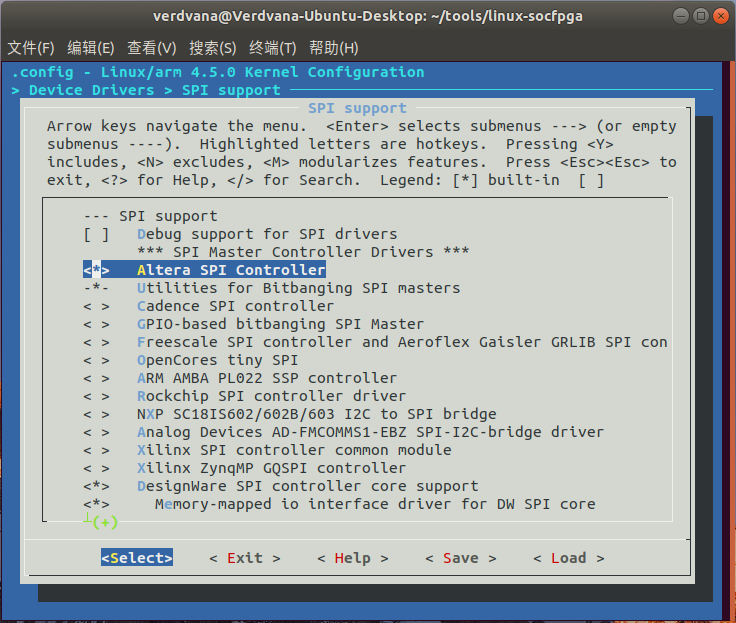 verdvana@Verdvana-Ubuntu-Desktop: ~/tools/linux-socfpga
文件(F) 编辑(E) 查看(V) 搜索(S) 终端(T) 帮助(H)
.config - Linux/arm 4.5.0 Kernel Configuration
> Device Drivers > SPI support
SPI support
Arrow keys navigate the menu.  <Enter> selects submenus ---> (or empty
submenus ----).  Highlighted letters are hotkeys.  Pressing <Y>
includes, <N> excludes, <M> modularizes features.  Press <Esc><Esc> to
exit, <?> for Help, </> for Search.  Legend: [*] built-in  [ ]
--- SPI support
[ ]   Debug support for SPI drivers
*** SPI Master Controller Drivers ***
<*>   Altera SPI Controller
-*-   Utilities for Bitbanging SPI masters
< >   Cadence SPI controller
< >   GPIO-based bitbanging SPI Master
< >   Freescale SPI controller and Aeroflex Gaisler GRLIB SPI con
< >   OpenCores tiny SPI
< >   ARM AMBA PL022 SSP controller
< >   Rockchip SPI controller driver
< >   NXP SC18IS602/602B/603 I2C to SPI bridge
< >   Analog Devices AD-FMCOMMS1-EBZ SPI-I2C-bridge driver
< >   Xilinx SPI controller common module
< >   Xilinx ZynqMP GQSPI controller
<*>   DesignWare SPI controller core support
<*>     Memory-mapped io interface driver for DW SPI core
(+)
<Select>    < Exit >    < Help >    < Save >    < Load >